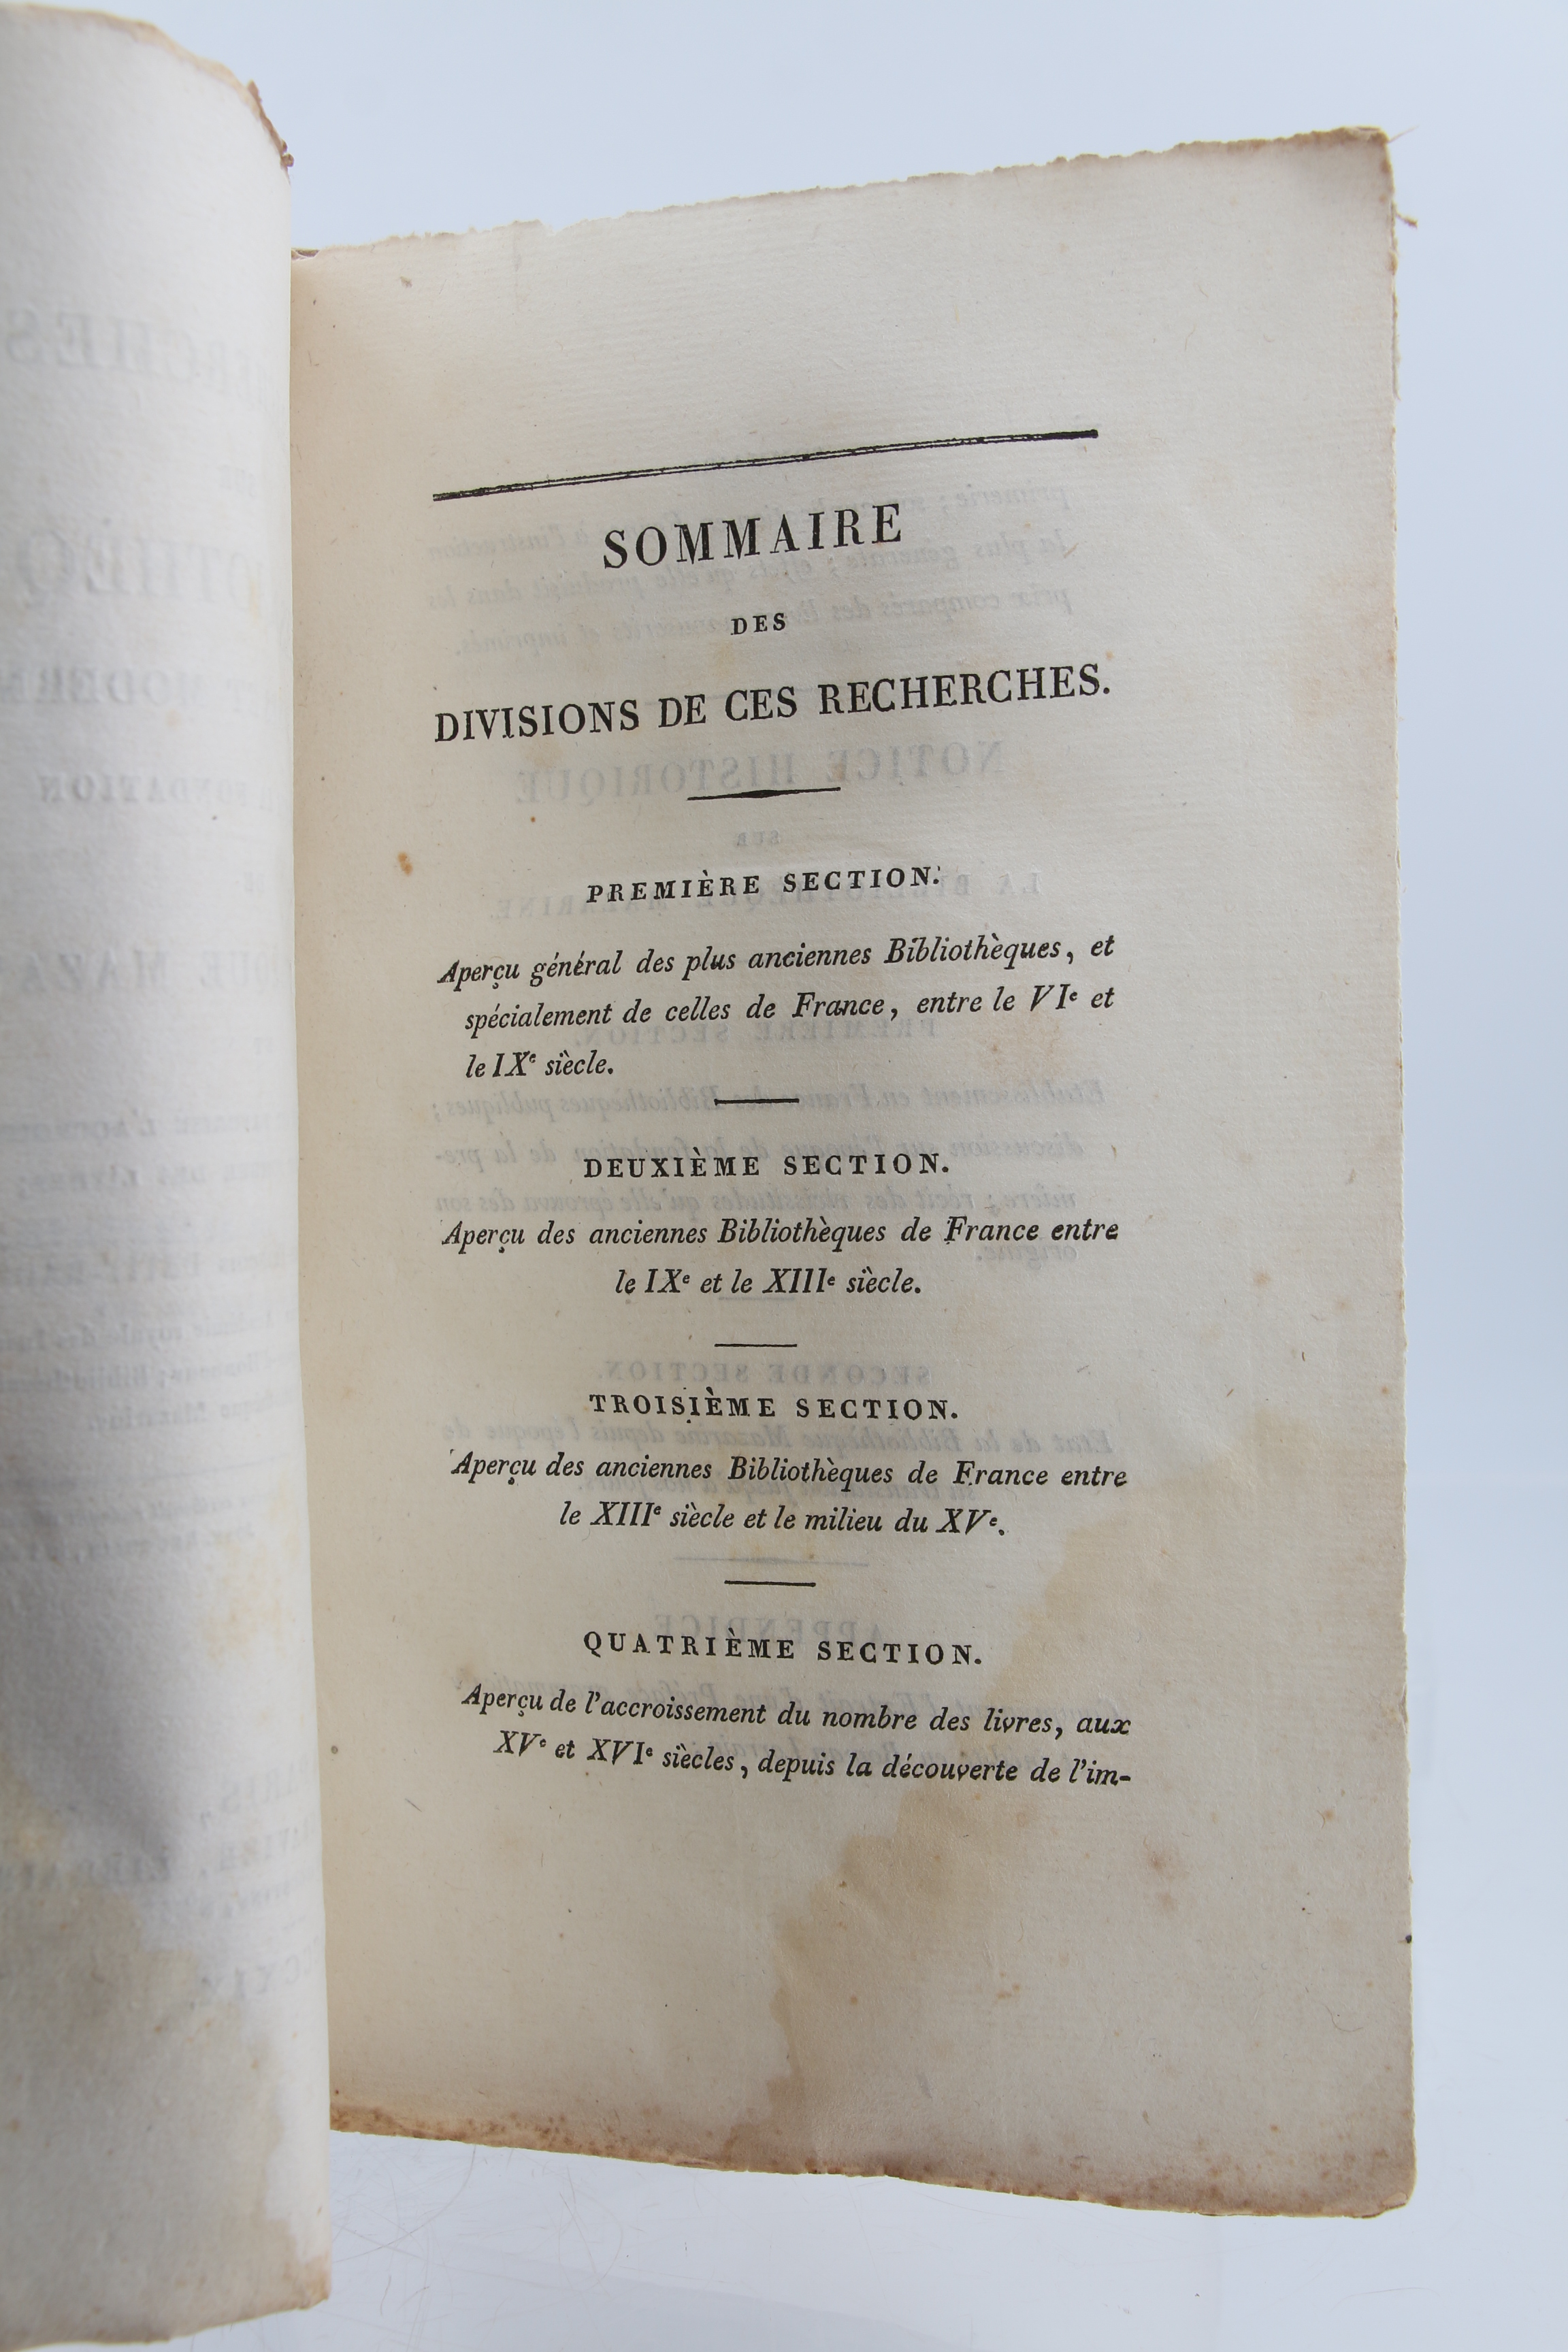 SOMMAIRE
DES
DIVISIONS DE CES RECHERCHES.
PREMIÈRE SECTION.
Aperçu général des plus anciennes Bibliothèques, et
spécialement de celles de France, entre le VIe et
le IXe siècle.
DEUXIÈME SECTION.
Aperçu des anciennes Bibliothèques de France entre
le IXe et le XIIIe siècle.
TROISIÈME SECTION.
Aperçu des anciennes Bibliothèques de France entre
le XIIIe siècle et le milieu du XVe.
QUATRIÈME SECTION.
Aperçu de l'accroissement du nombre des livres, aux
XVe et XVIe siècles, depuis la découverte de l'im-